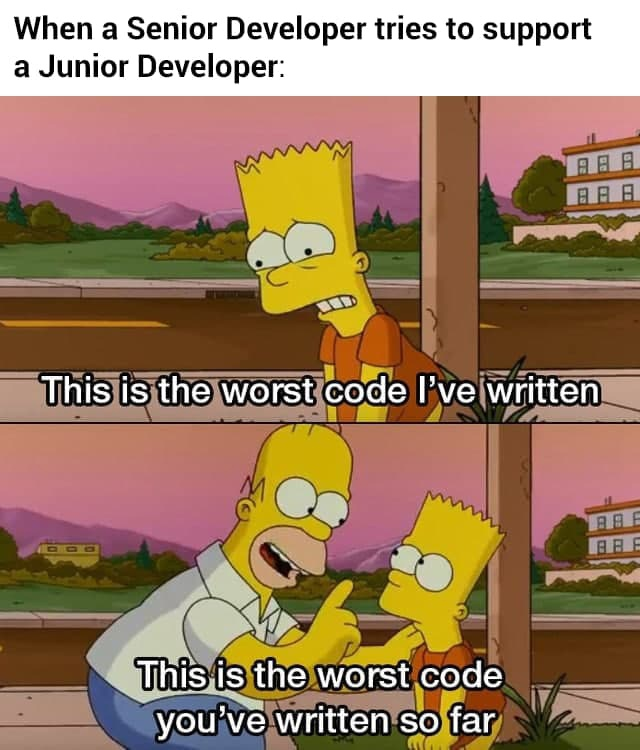 When a Senior Developer tries to support
a Junior Developer:
This is the worst code I've written
This is the worst code
you've written so far